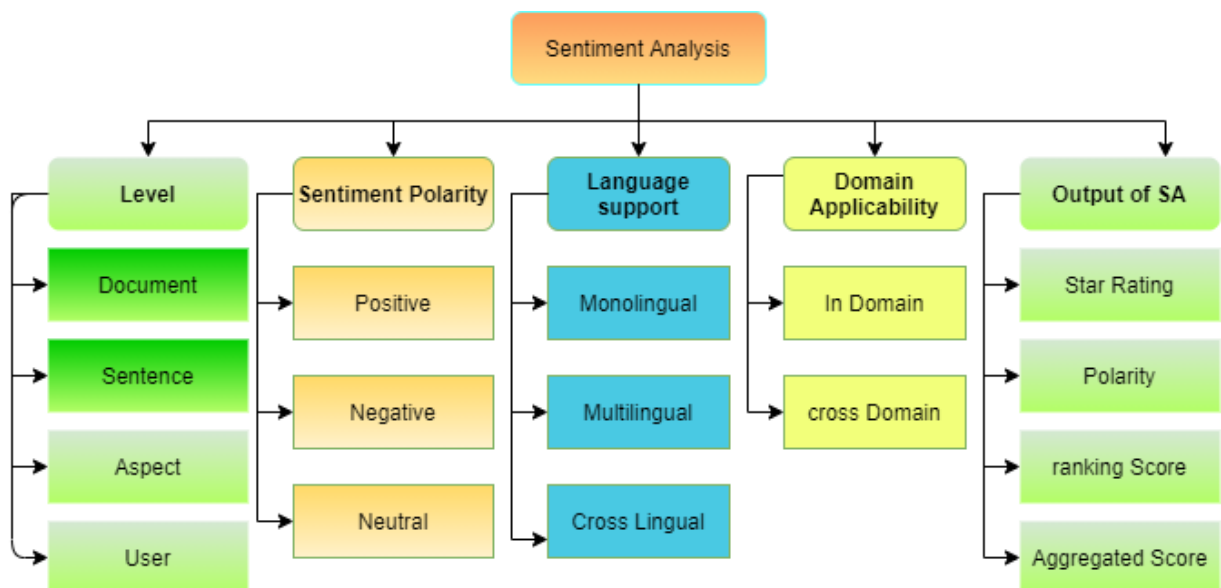 Sentiment Analysis
Level
Document
Sentence
Aspect
User
Sentiment Polarity
Positive
Negative
Neutral
Language
support
Monolingual
Multilingual
Cross Lingual
Domain
Applicability
In Domain
cross Domain
Output of SA
Star Rating
Polarity
ranking Score
Aggregated Score